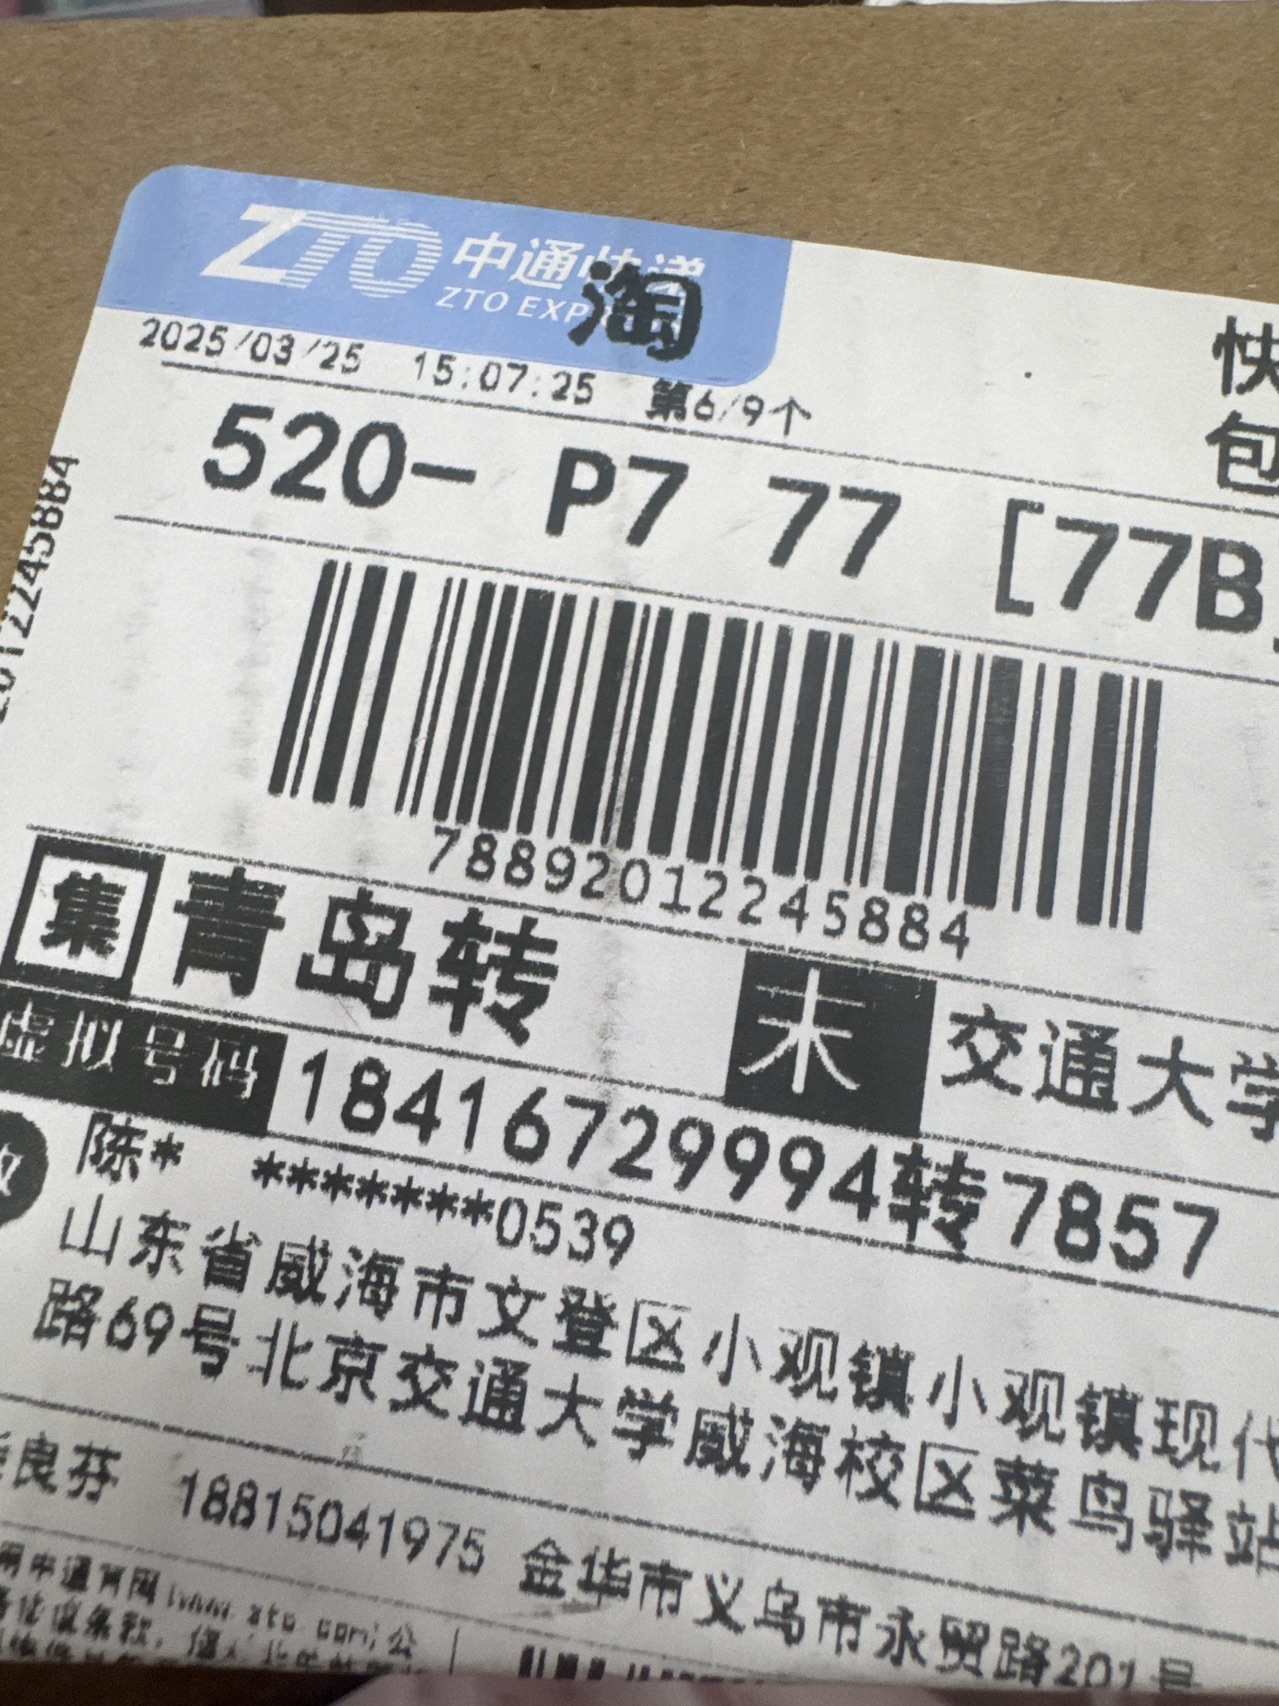 ZTO 中通快递
ZTO EXP
淘
快
包
2025/03/25 15:07:25 第6/9个
520- P7 77 [77B]
78892012245884
集 青岛转
末 交通大学
虚拟号码 18416729994转7857
陈* *******0539
山东省威海市文登区小观镇小观镇现代
路69号北京交通大学威海校区菜鸟驿站
良芬 18815041975 金华市义乌市永贸路201号